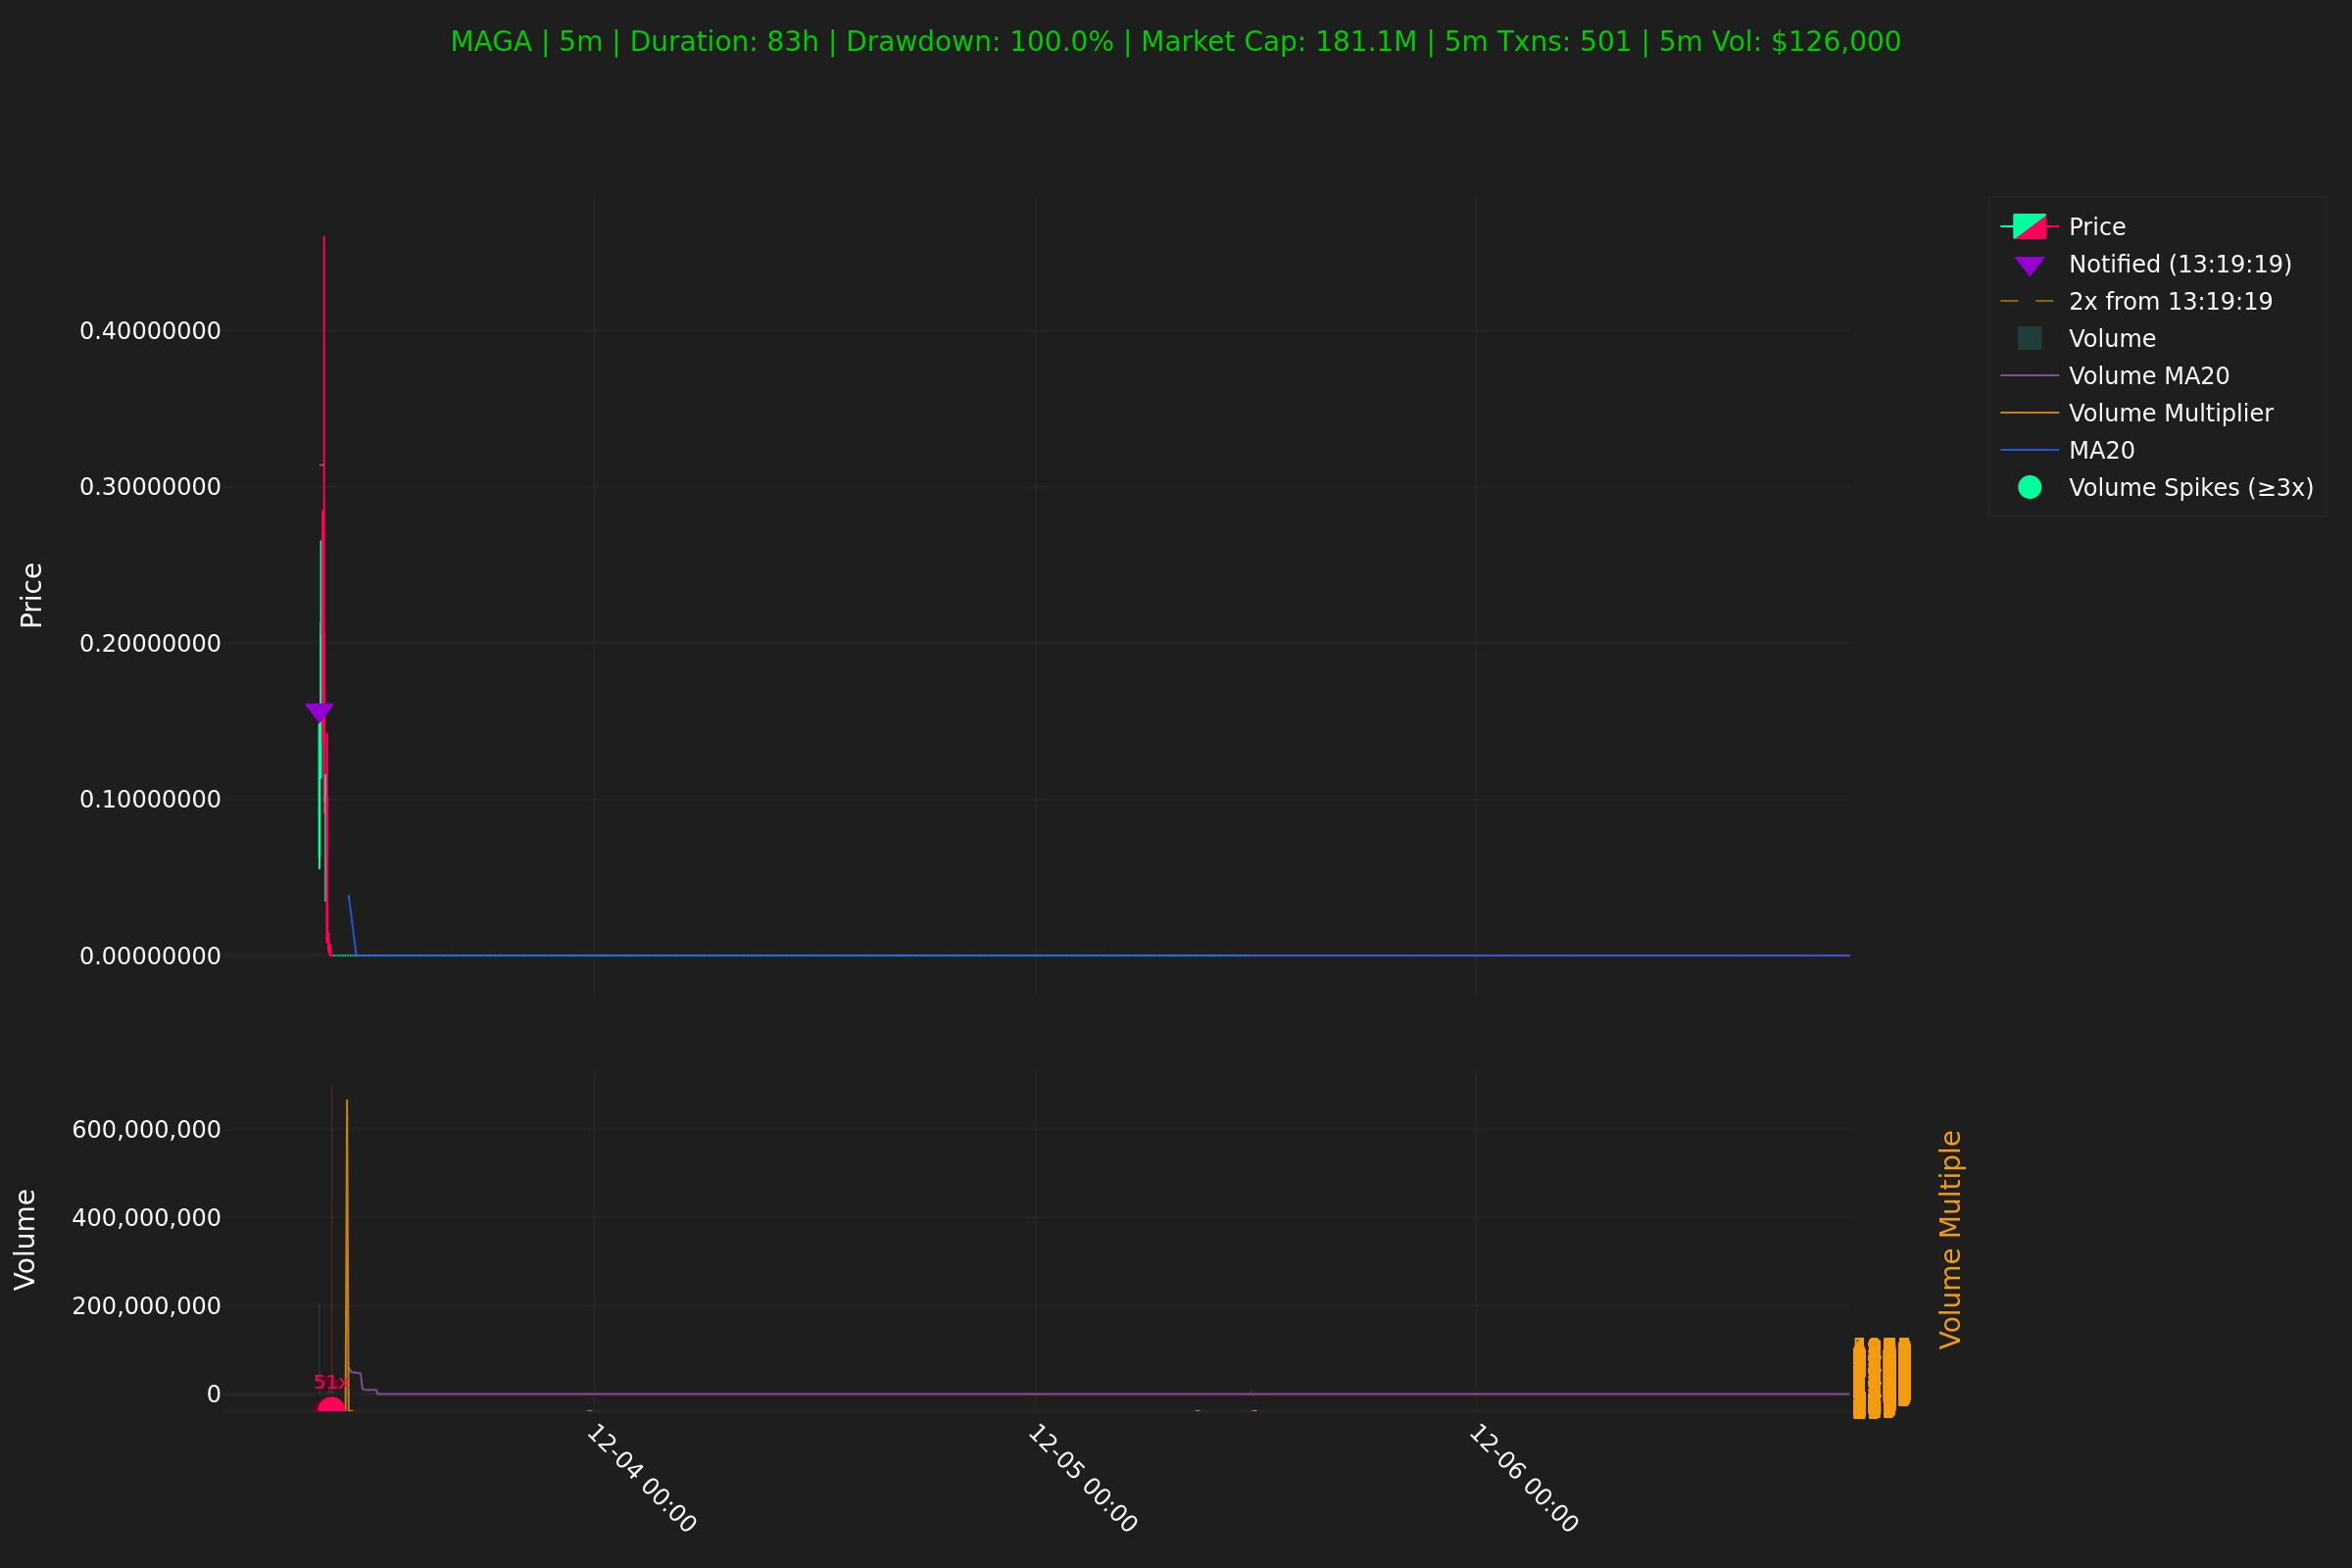 MAGA | 5m | Duration: 83h | Drawdown: 100.0% | Market Cap: 181.1M | 5m Txns: 501 | 5m Vol: $126,000
Price
Notified (13:19:19)
2x from 13:19:19
Volume
Volume MA20
Volume Multiplier
MA20
Volume Spikes (≥3x)
Price
0.40000000
0.30000000
0.20000000
0.10000000
0.00000000
Volume
600,000,000
400,000,000
200,000,000
0
51x
Volume Multiple
12-04 00:00
12-05 00:00
12-06 00:00